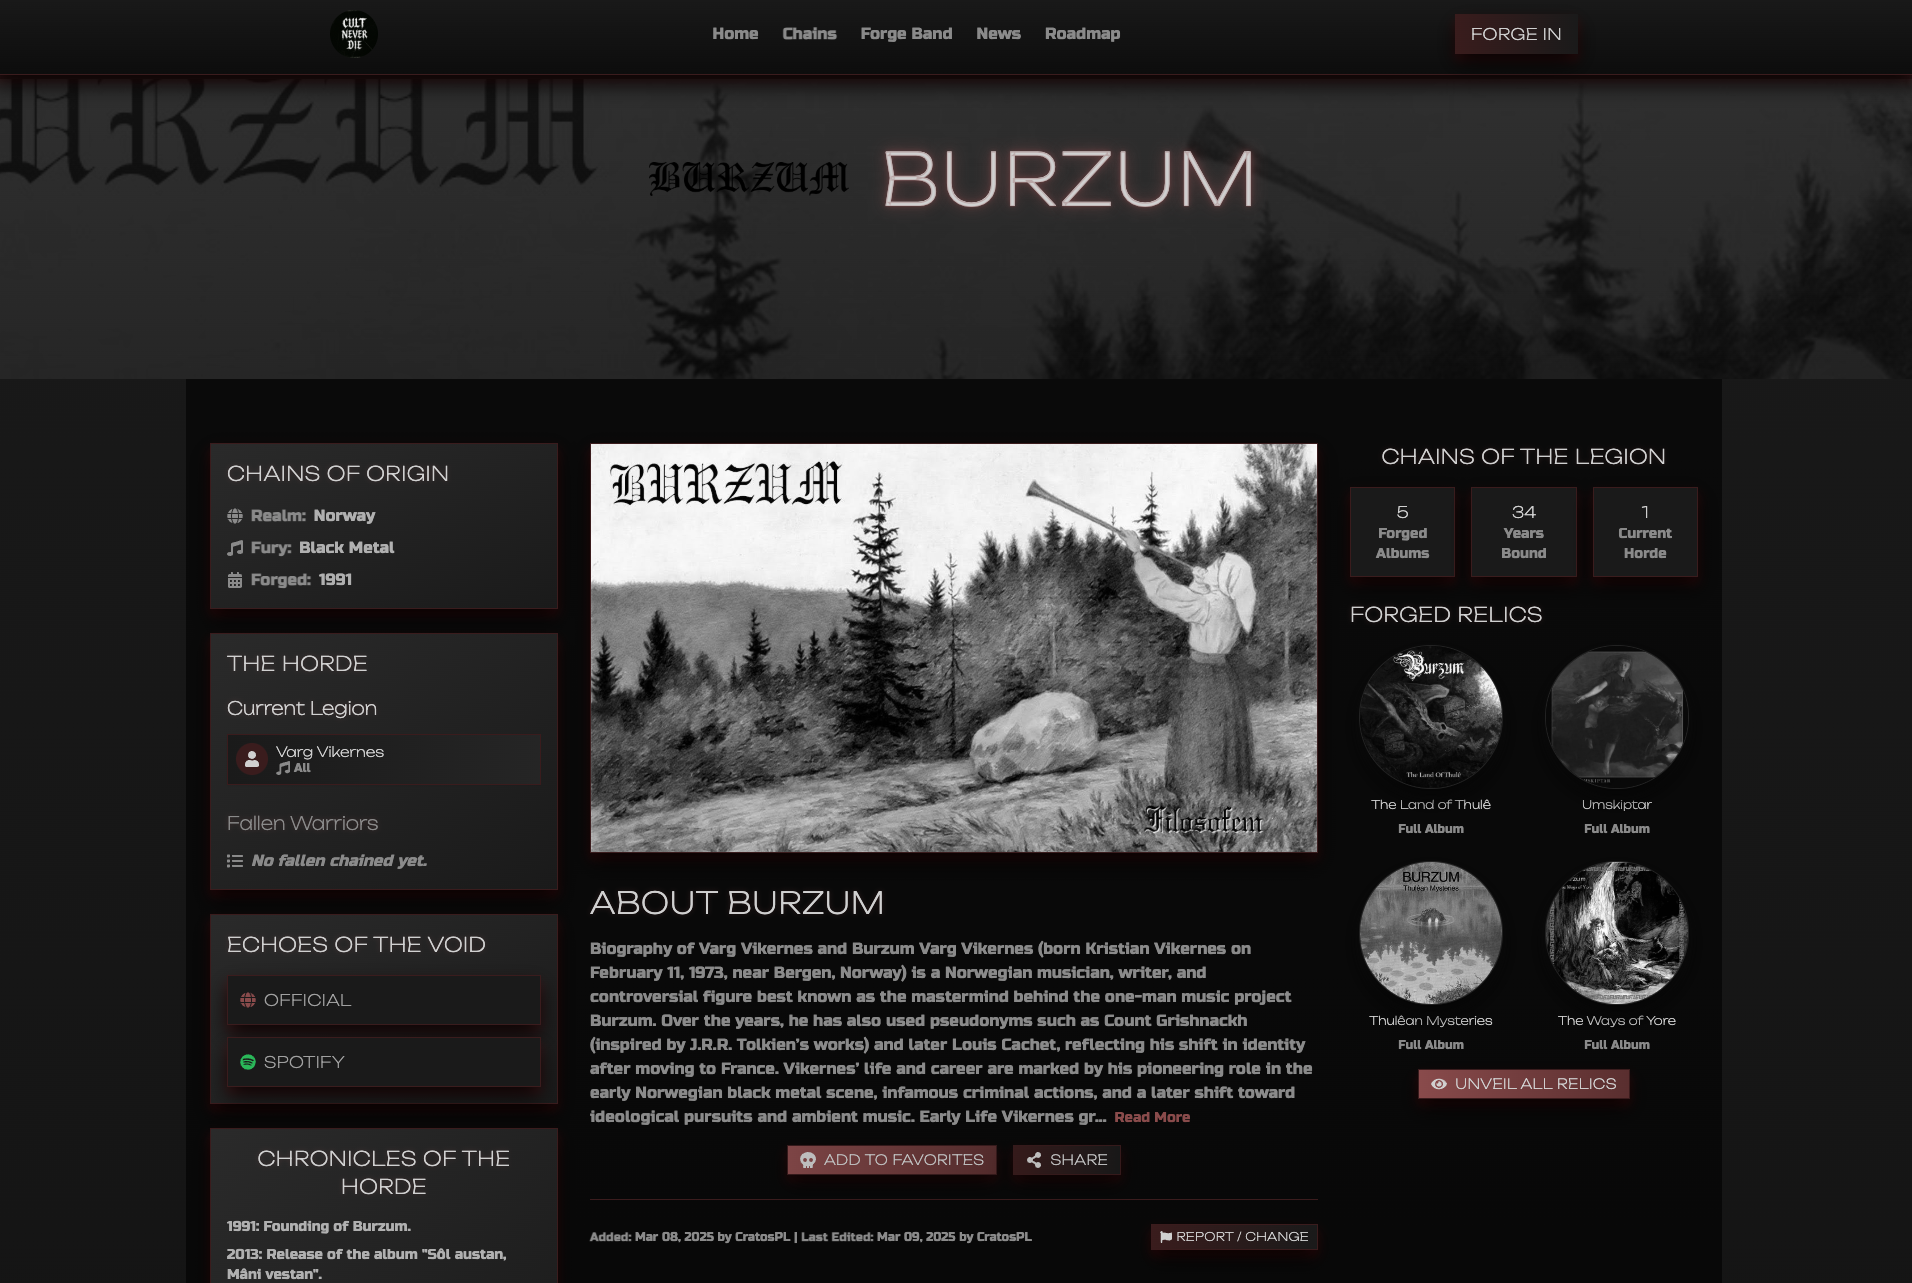 CULT
NEVER
DIE
Home
Chains
Forge Band
News
Roadmap
FORGE IN
BURZUM
BURZUM
BURZUM
CHAINS OF ORIGIN
Realm: Norway
Fury: Black Metal
Forged: 1991
THE HORDE
Current Legion
Varg Vikernes
All
Fallen Warriors
No fallen chained yet.
ECHOES OF THE VOID
OFFICIAL
SPOTIFY
CHRONICLES OF THE
HORDE
1991: Founding of Burzum.
2013: Release of the album "Sôl austan,
Mâni vestan".
BURZUM
Filosofem
ABOUT BURZUM
Biography of Varg Vikernes and Burzum Varg Vikernes (born Kristian Vikernes on
February 11, 1973, near Bergen, Norway) is a Norwegian musician, writer, and
controversial figure best known as the mastermind behind the one-man music project
Burzum. Over the years, he has also used pseudonyms such as Count Grishnackh
(inspired by J.R.R. Tolkien's works) and later Louis Cachet, reflecting his shift in identity
after moving to France. Vikernes' life and career are marked by his pioneering role in the
early Norwegian black metal scene, infamous criminal actions, and a later shift toward
ideological pursuits and ambient music. Early Life Vikernes gr... Read More
ADD TO FAVORITES
SHARE
Added: Mar 08, 2025 by CratosPL | Last Edited: Mar 09, 2025 by CratosPL
REPORT / CHANGE
CHAINS OF THE LEGION
5
Forged
Albums
34
Years
Bound
1
Current
Horde
FORGED RELICS
Burzum
The Land Of Thulê
The Land of Thulê
Full Album
Umskiptar
Full Album
BURZUM
Thulêan Mysteries
Thulêan Mysteries
Full Album
The Ways of Yore
Full Album
UNVEIL ALL RELICS